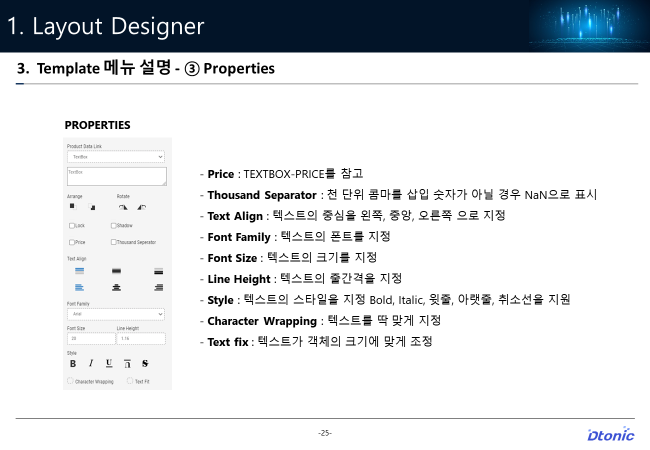 1. Layout Designer
3. Template 메뉴 설명 - ③ Properties
PROPERTIES
Product Data Link
TextBox
TextBox
Arrange Rotate
Lock Shadow
Price Thousand Seperator
Text Align
Font Family
Arial
Font Size Line Height
20 1.16
Style
B I U S
Character Wrapping Text Fit
- Price : TEXTBOX-PRICE를 참고
- Thousand Separator : 천 단위 콤마를 삽입 숫자가 아닐 경우 NaN으로 표시
- Text Align : 텍스트의 중심을 왼쪽, 중앙, 오른쪽 으로 지정
- Font Family : 텍스트의 폰트를 지정
- Font Size : 텍스트의 크기를 지정
- Line Height : 텍스트의 줄간격을 지정
- Style : 텍스트의 스타일을 지정 Bold, Italic, 윗줄, 아랫줄, 취소선을 지원
- Character Wrapping : 텍스트를 딱 맞게 지정
- Text fix : 텍스트가 객체의 크기에 맞게 조정
-25-
Dtonic